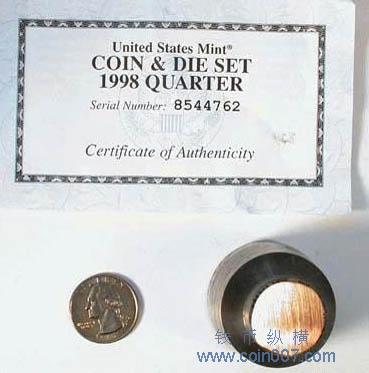 United States Mint®
COIN & DIE SET
1998 QUARTER
Serial Number: 8544762
Certificate of Authenticity
钱币纵横
www.coin007.com